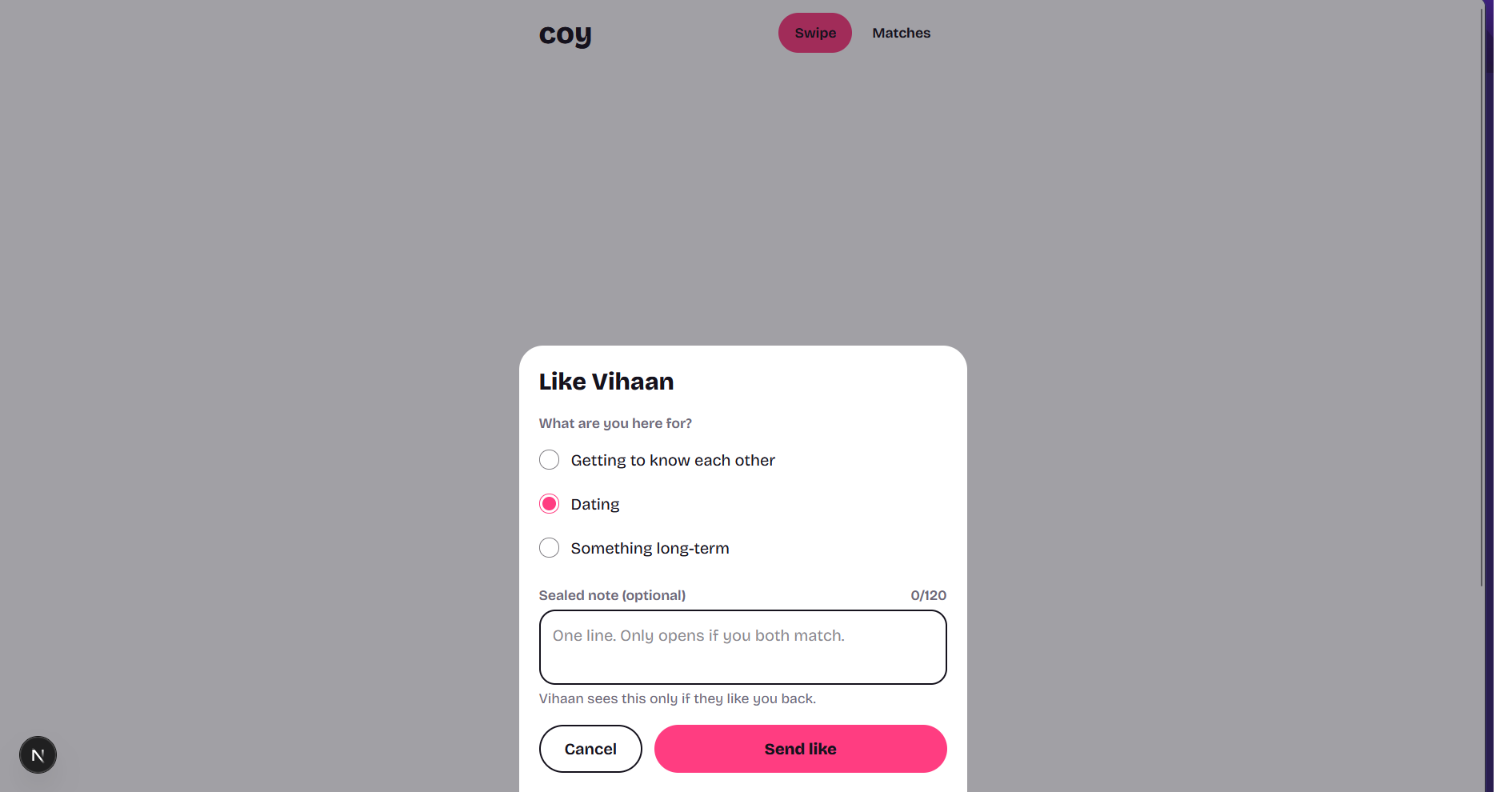 coy
Swipe
Matches
Like Vihaan
What are you here for?
Getting to know each other
Dating
Something long-term
Sealed note (optional)
0/120
One line. Only opens if you both match.
Vihaan sees this only if they like you back.
Cancel
Send like
N